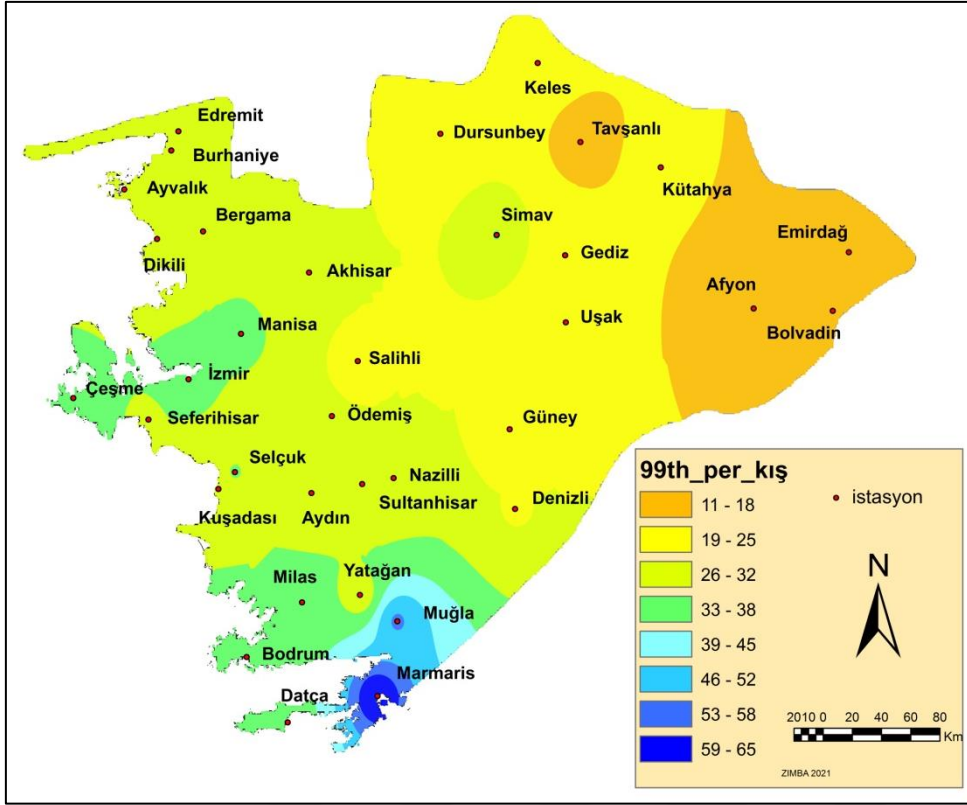 Keles
Edremit
Dursunbey
Tavşanlı
Burhaniye
Kütahya
Ayvalık
Bergama
Simav
Emirdağ
Dikili
Gediz
Akhisar
Afyon
Manisa
Uşak
Bolvadin
Salihli
İzmir
Çeşme
Seferihisar
Ödemiş
Güney
Selçuk
Nazilli
Sultanhisar
Denizli
Kuşadası
Aydın
Yatağan
Milas
Muğla
Bodrum
Marmaris
Datça
99th_per_kış
11 - 18
19 - 25
26 - 32
33 - 38
39 - 45
46 - 52
53 - 58
59 - 65
istasyon
N
2010 0 20 40 60 80
Km
ZIMBA 2021